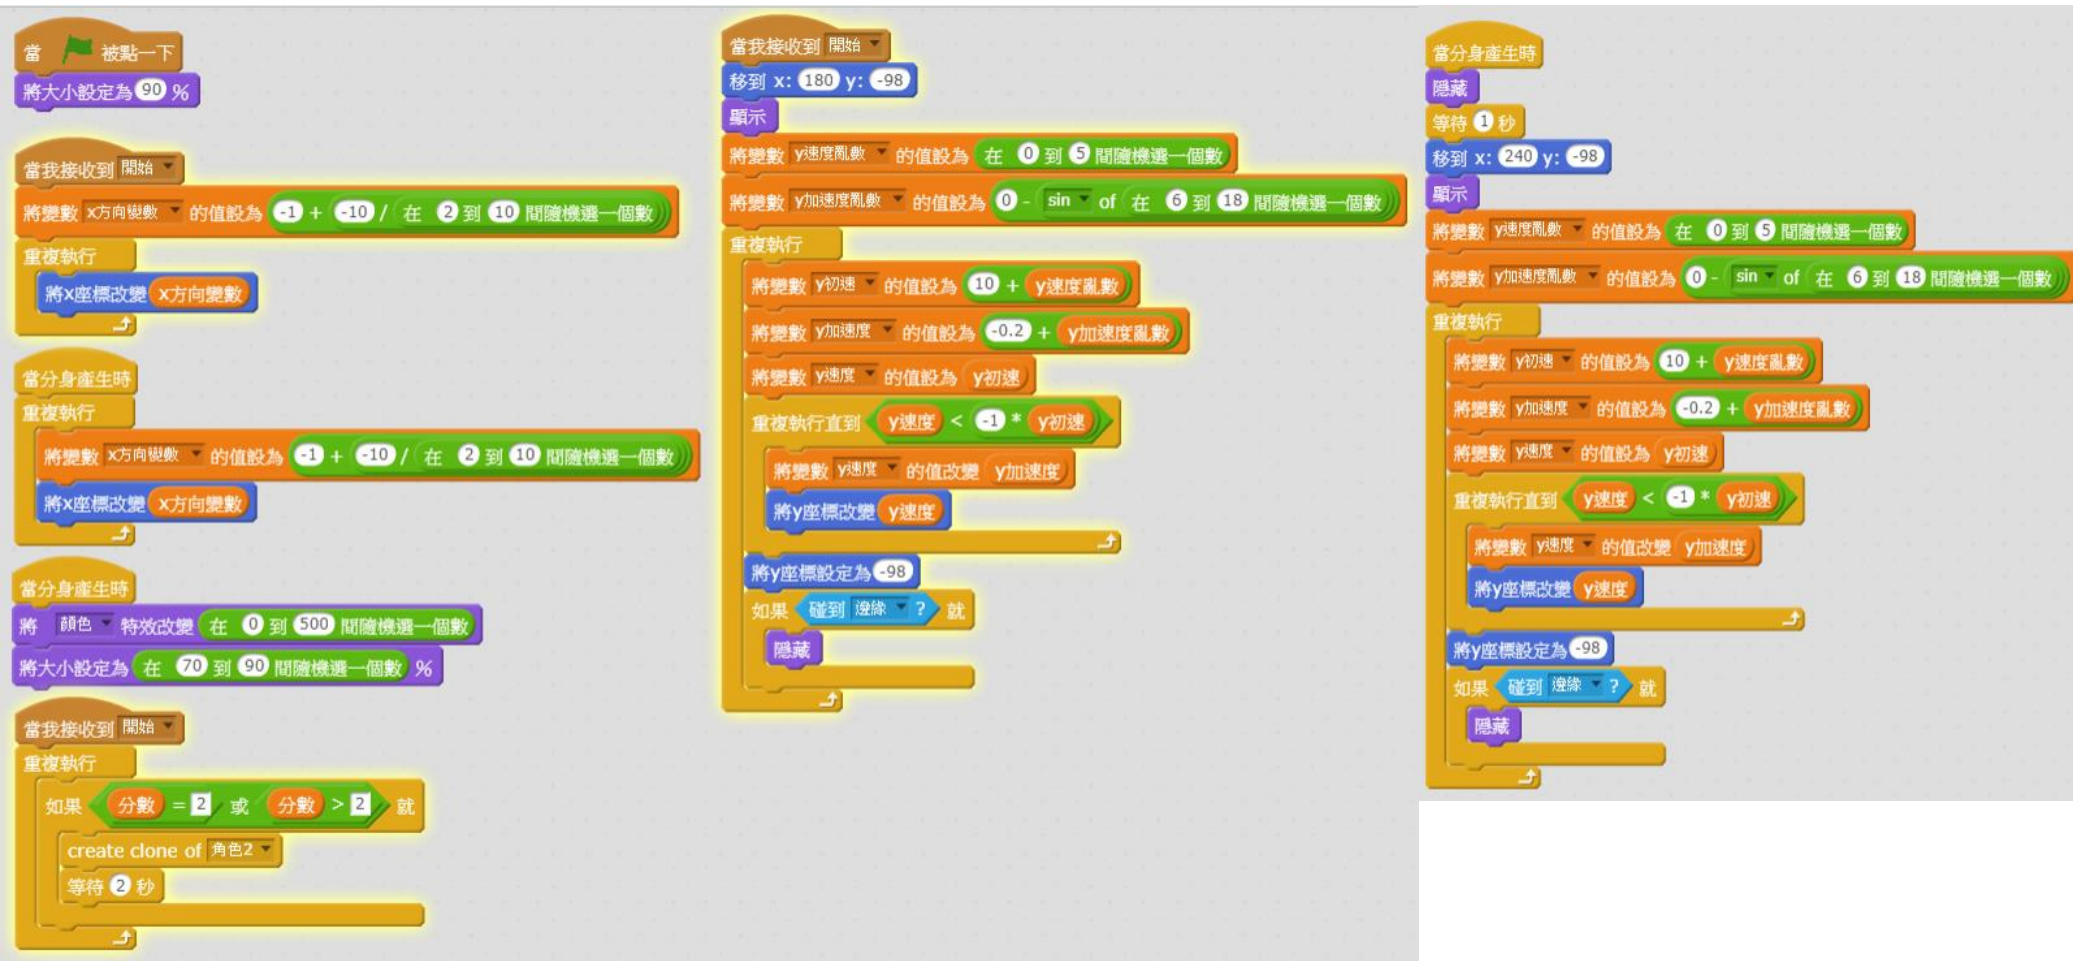 當 被點一下
將大小設定為 90 %
當我接收到 開始
將變數 x方向變數 的值設為 -1 + -10 / 在 2 到 10 間隨機選一個數
重複執行
將x座標改變 x方向變數
當分身產生時
重複執行
將變數 x方向變數 的值設為 -1 + -10 / 在 2 到 10 間隨機選一個數
將x座標改變 x方向變數
當分身產生時
將 顏色 特效改變 在 0 到 500 間隨機選一個數
將大小設定為 在 70 到 90 間隨機選一個數 %
當我接收到 開始
重複執行
如果 分數 = 2 或 分數 > 2 就
create clone of 角色2
等待 2 秒
當我接收到 開始
移到 x: 180 y: -98
顯示
將變數 y速度亂數 的值設為 在 0 到 5 間隨機選一個數
將變數 y加速度亂數 的值設為 0 - sin of 在 6 到 18 間隨機選一個數
重複執行
將變數 y初速 的值設為 10 + y速度亂數
將變數 y加速度 的值設為 -0.2 + y加速度亂數
將變數 y速度 的值設為 y初速
重複執行直到 y速度 < -1 * y初速
將變數 y速度 的值改變 y加速度
將y座標改變 y速度
將y座標設定為 -98
如果 碰到 邊緣 ? 就
隱藏
當分身產生時
隱藏
等待 1 秒
移到 x: 240 y: -98
顯示
將變數 y速度亂數 的值設為 在 0 到 5 間隨機選一個數
將變數 y加速度亂數 的值設為 0 - sin of 在 6 到 18 間隨機選一個數
重複執行
將變數 y初速 的值設為 10 + y速度亂數
將變數 y加速度 的值設為 -0.2 + y加速度亂數
將變數 y速度 的值設為 y初速
重複執行直到 y速度 < -1 * y初速
將變數 y速度 的值改變 y加速度
將y座標改變 y速度
將y座標設定為 -98
如果 碰到 邊緣 ? 就
隱藏